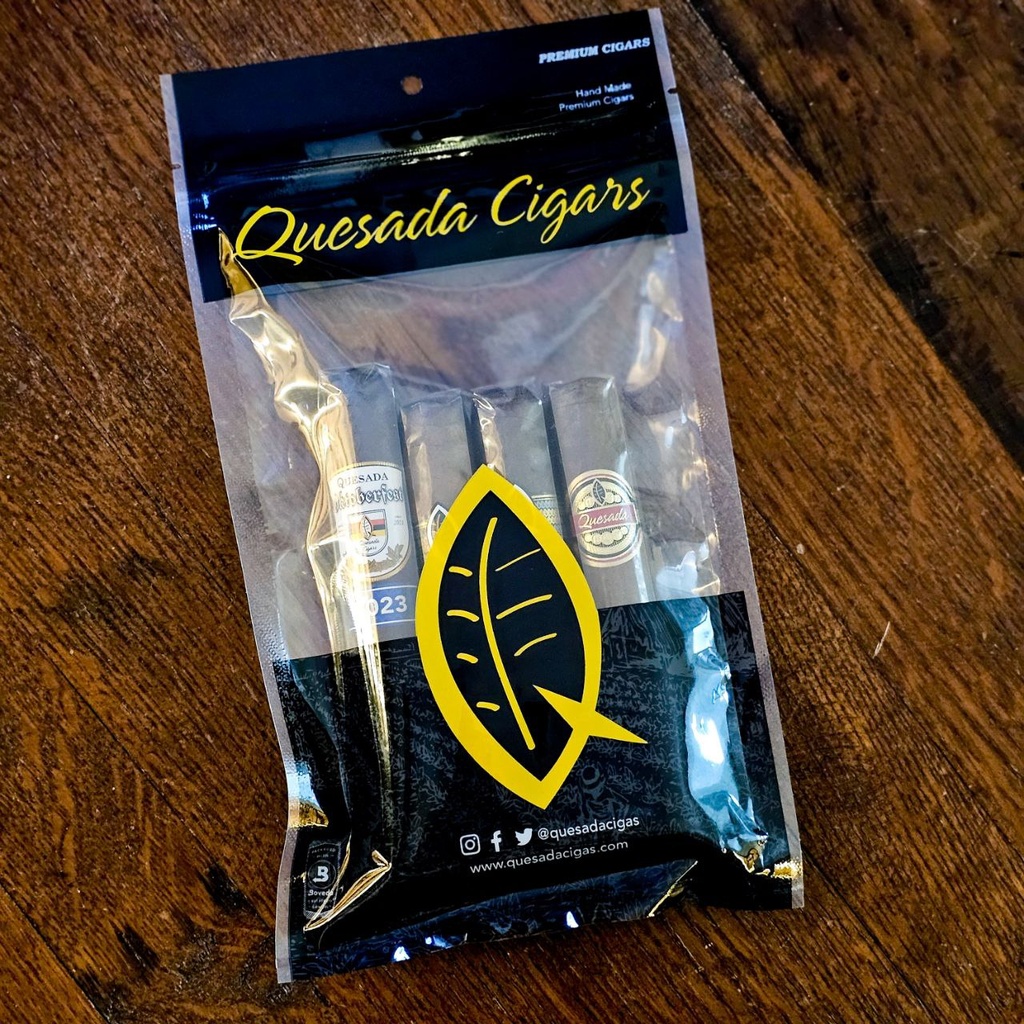 PREMIUM CIGARS
Hand Made
Premium Cigars
Quesada Cigars
QUESADA
Oktoberfest
Quesada
2023
@quesadacigas
www.quesadacigas.com
B
Boveda